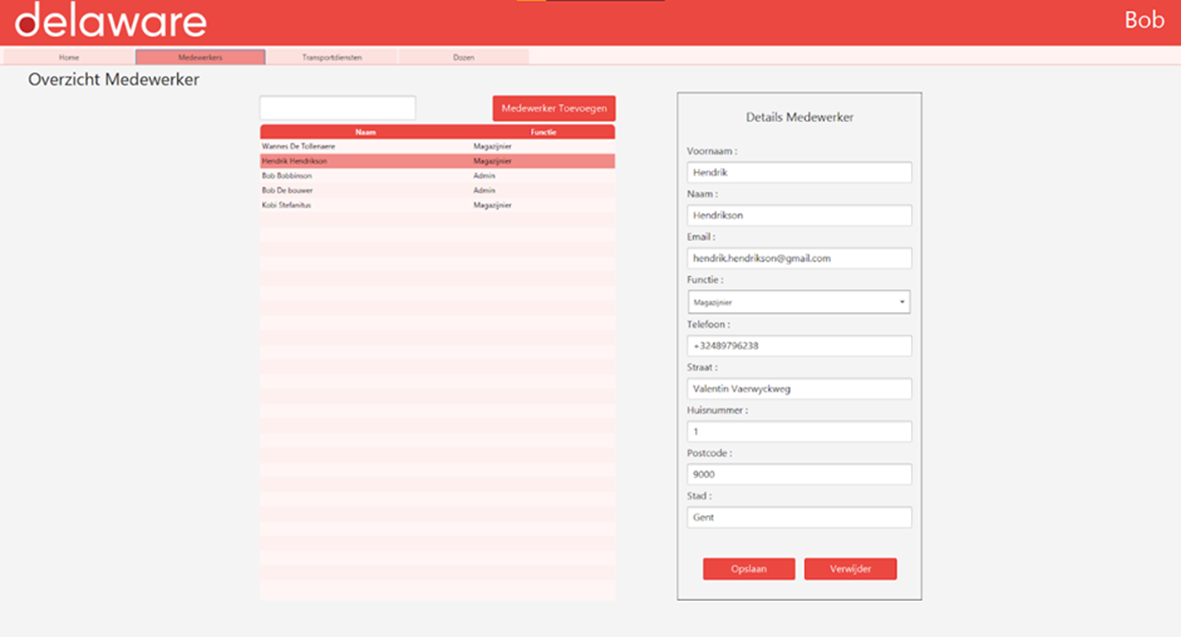 delaware
Bob
Home Medewerkers Transportdiensten Dozen
Overzicht Medewerker
Medewerker Toevoegen
Naam Functie
Wannes De Tollenaere Magazijnier
Hendrik Hendrikson Magazijnier
Bob Bobbinson Admin
Bob De bouwer Admin
Kobi Stefanitus Magazijnier
Details Medewerker
Voornaam :
Hendrik
Naam :
Hendrikson
Email :
hendrik.hendrikson@gmail.com
Functie :
Magazijnier
Telefoon :
+32489796238
Straat :
Valentin Vaerwyckweg
Huisnummer :
1
Postcode :
9000
Stad :
Gent
Opslaan Verwijder